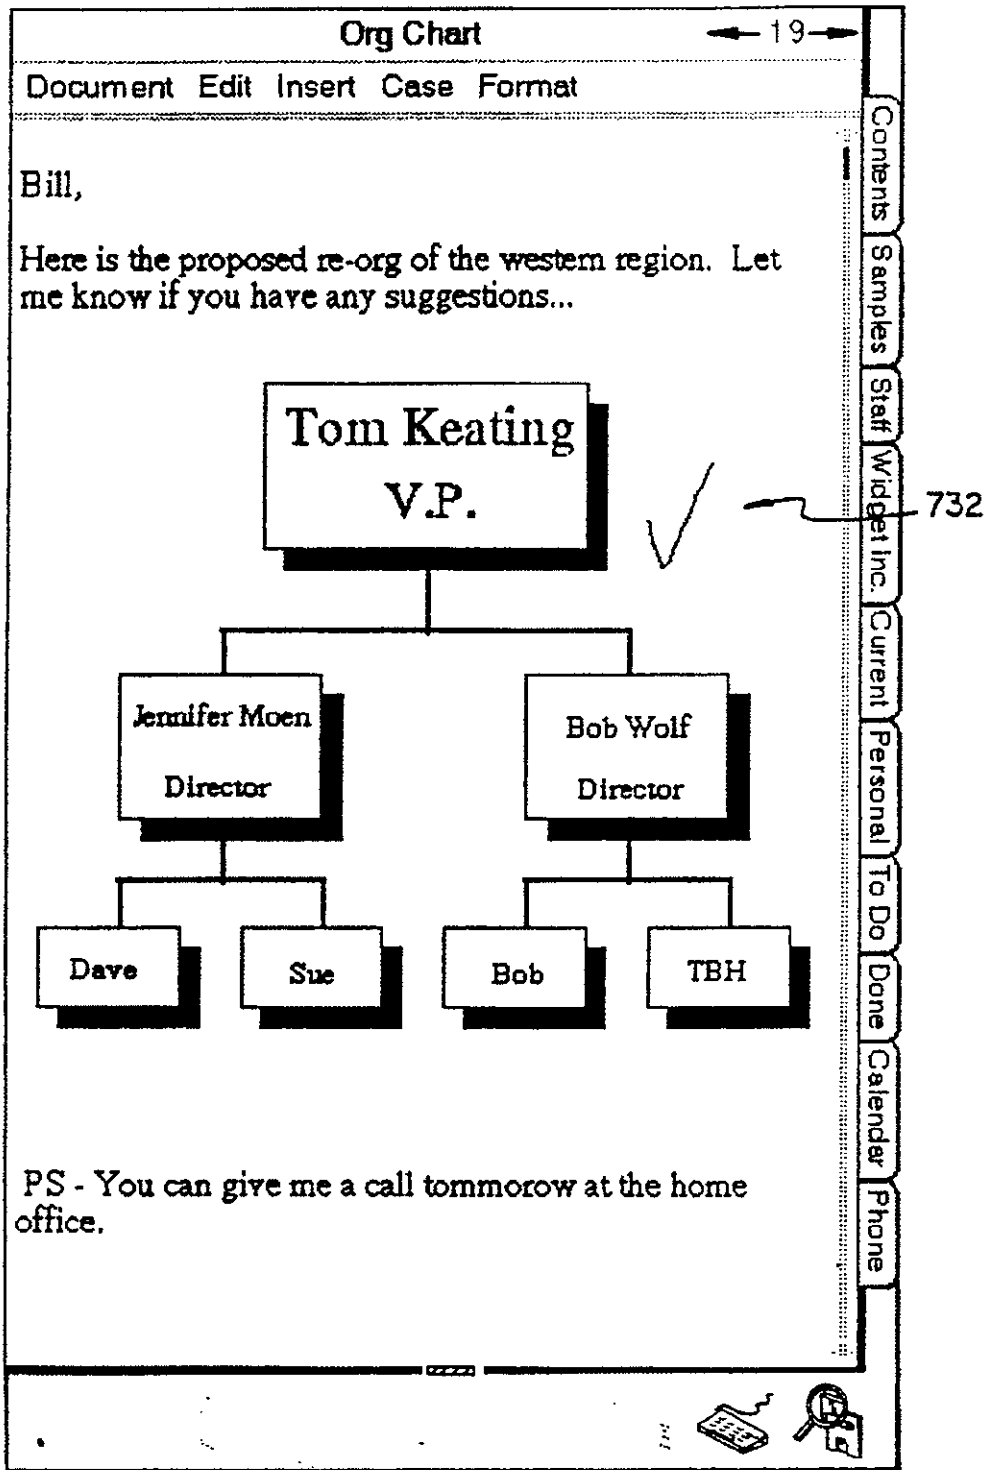 Org Chart
19
Document Edit Insert Case Format
Bill,
Here is the proposed re-org of the western region. Let
me know if you have any suggestions...
Tom Keating
V.P.
732
Jennifer Moen
Director
Bob Wolf
Director
Dave
Sue
Bob
TBH
PS - You can give me a call tommorow at the home
office.
Contents
Samples
Staff
Widget Inc.
Current
Personal
To Do
Done
Calendar
Phone